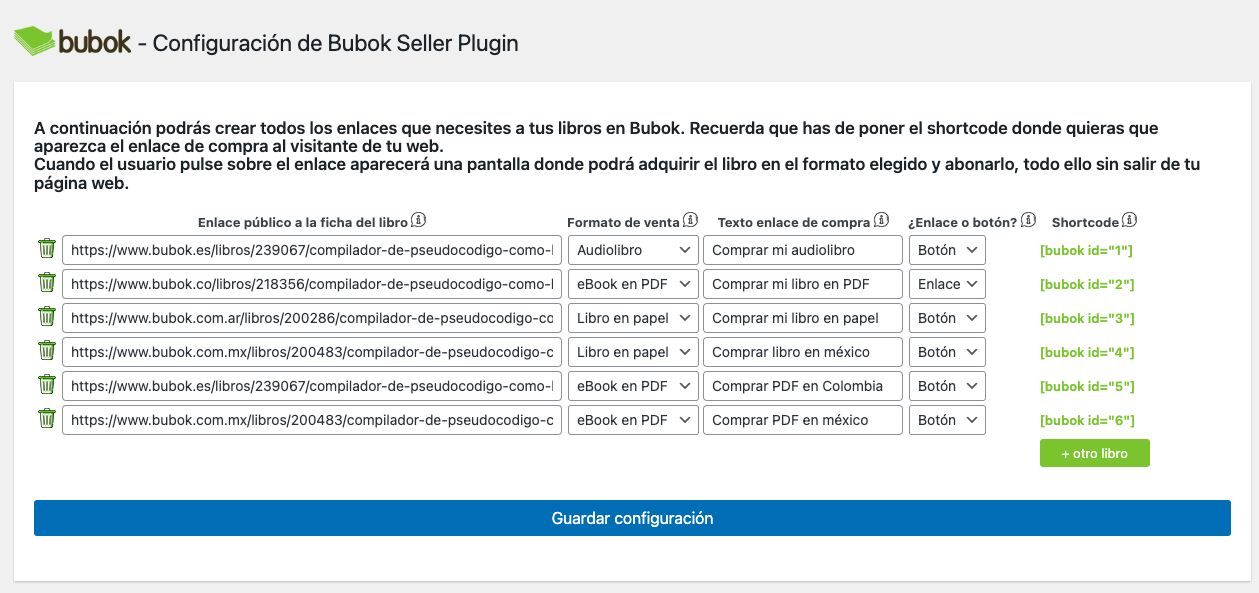 bubok - Configuración de Bubok Seller Plugin
A continuación podrás crear todos los enlaces que necesites a tus libros en Bubok. Recuerda que has de poner el shortcode donde quieras que
aparezca el enlace de compra al visitante de tu web.
Cuando el usuario pulse sobre el enlace aparecerá una pantalla donde podrá adquirir el libro en el formato elegido y abonarlo, todo ello sin salir de tu
página web.
Enlace público a la ficha del libro Formato de venta Texto enlace de compra ¿Enlace o botón? Shortcode
https://www.bubok.es/libros/239067/compilador-de-pseudocodigo-como-l Audiolibro Comprar mi audiolibro Botón [bubok id="1"]
https://www.bubok.co/libros/218356/compilador-de-pseudocodigo-como-l eBook en PDF Comprar mi libro en PDF Enlace [bubok id="2"]
https://www.bubok.com.ar/libros/200286/compilador-de-pseudocodigo-co Libro en papel Comprar mi libro en papel Botón [bubok id="3"]
https://www.bubok.com.mx/libros/200483/compilador-de-pseudocodigo-c Libro en papel Comprar libro en méxico Botón [bubok id="4"]
https://www.bubok.es/libros/239067/compilador-de-pseudocodigo-como-l eBook en PDF Comprar PDF en Colombia Botón [bubok id="5"]
https://www.bubok.com.mx/libros/200483/compilador-de-pseudocodigo-c eBook en PDF Comprar PDF en méxico Botón [bubok id="6"]
+ otro libro
Guardar configuración